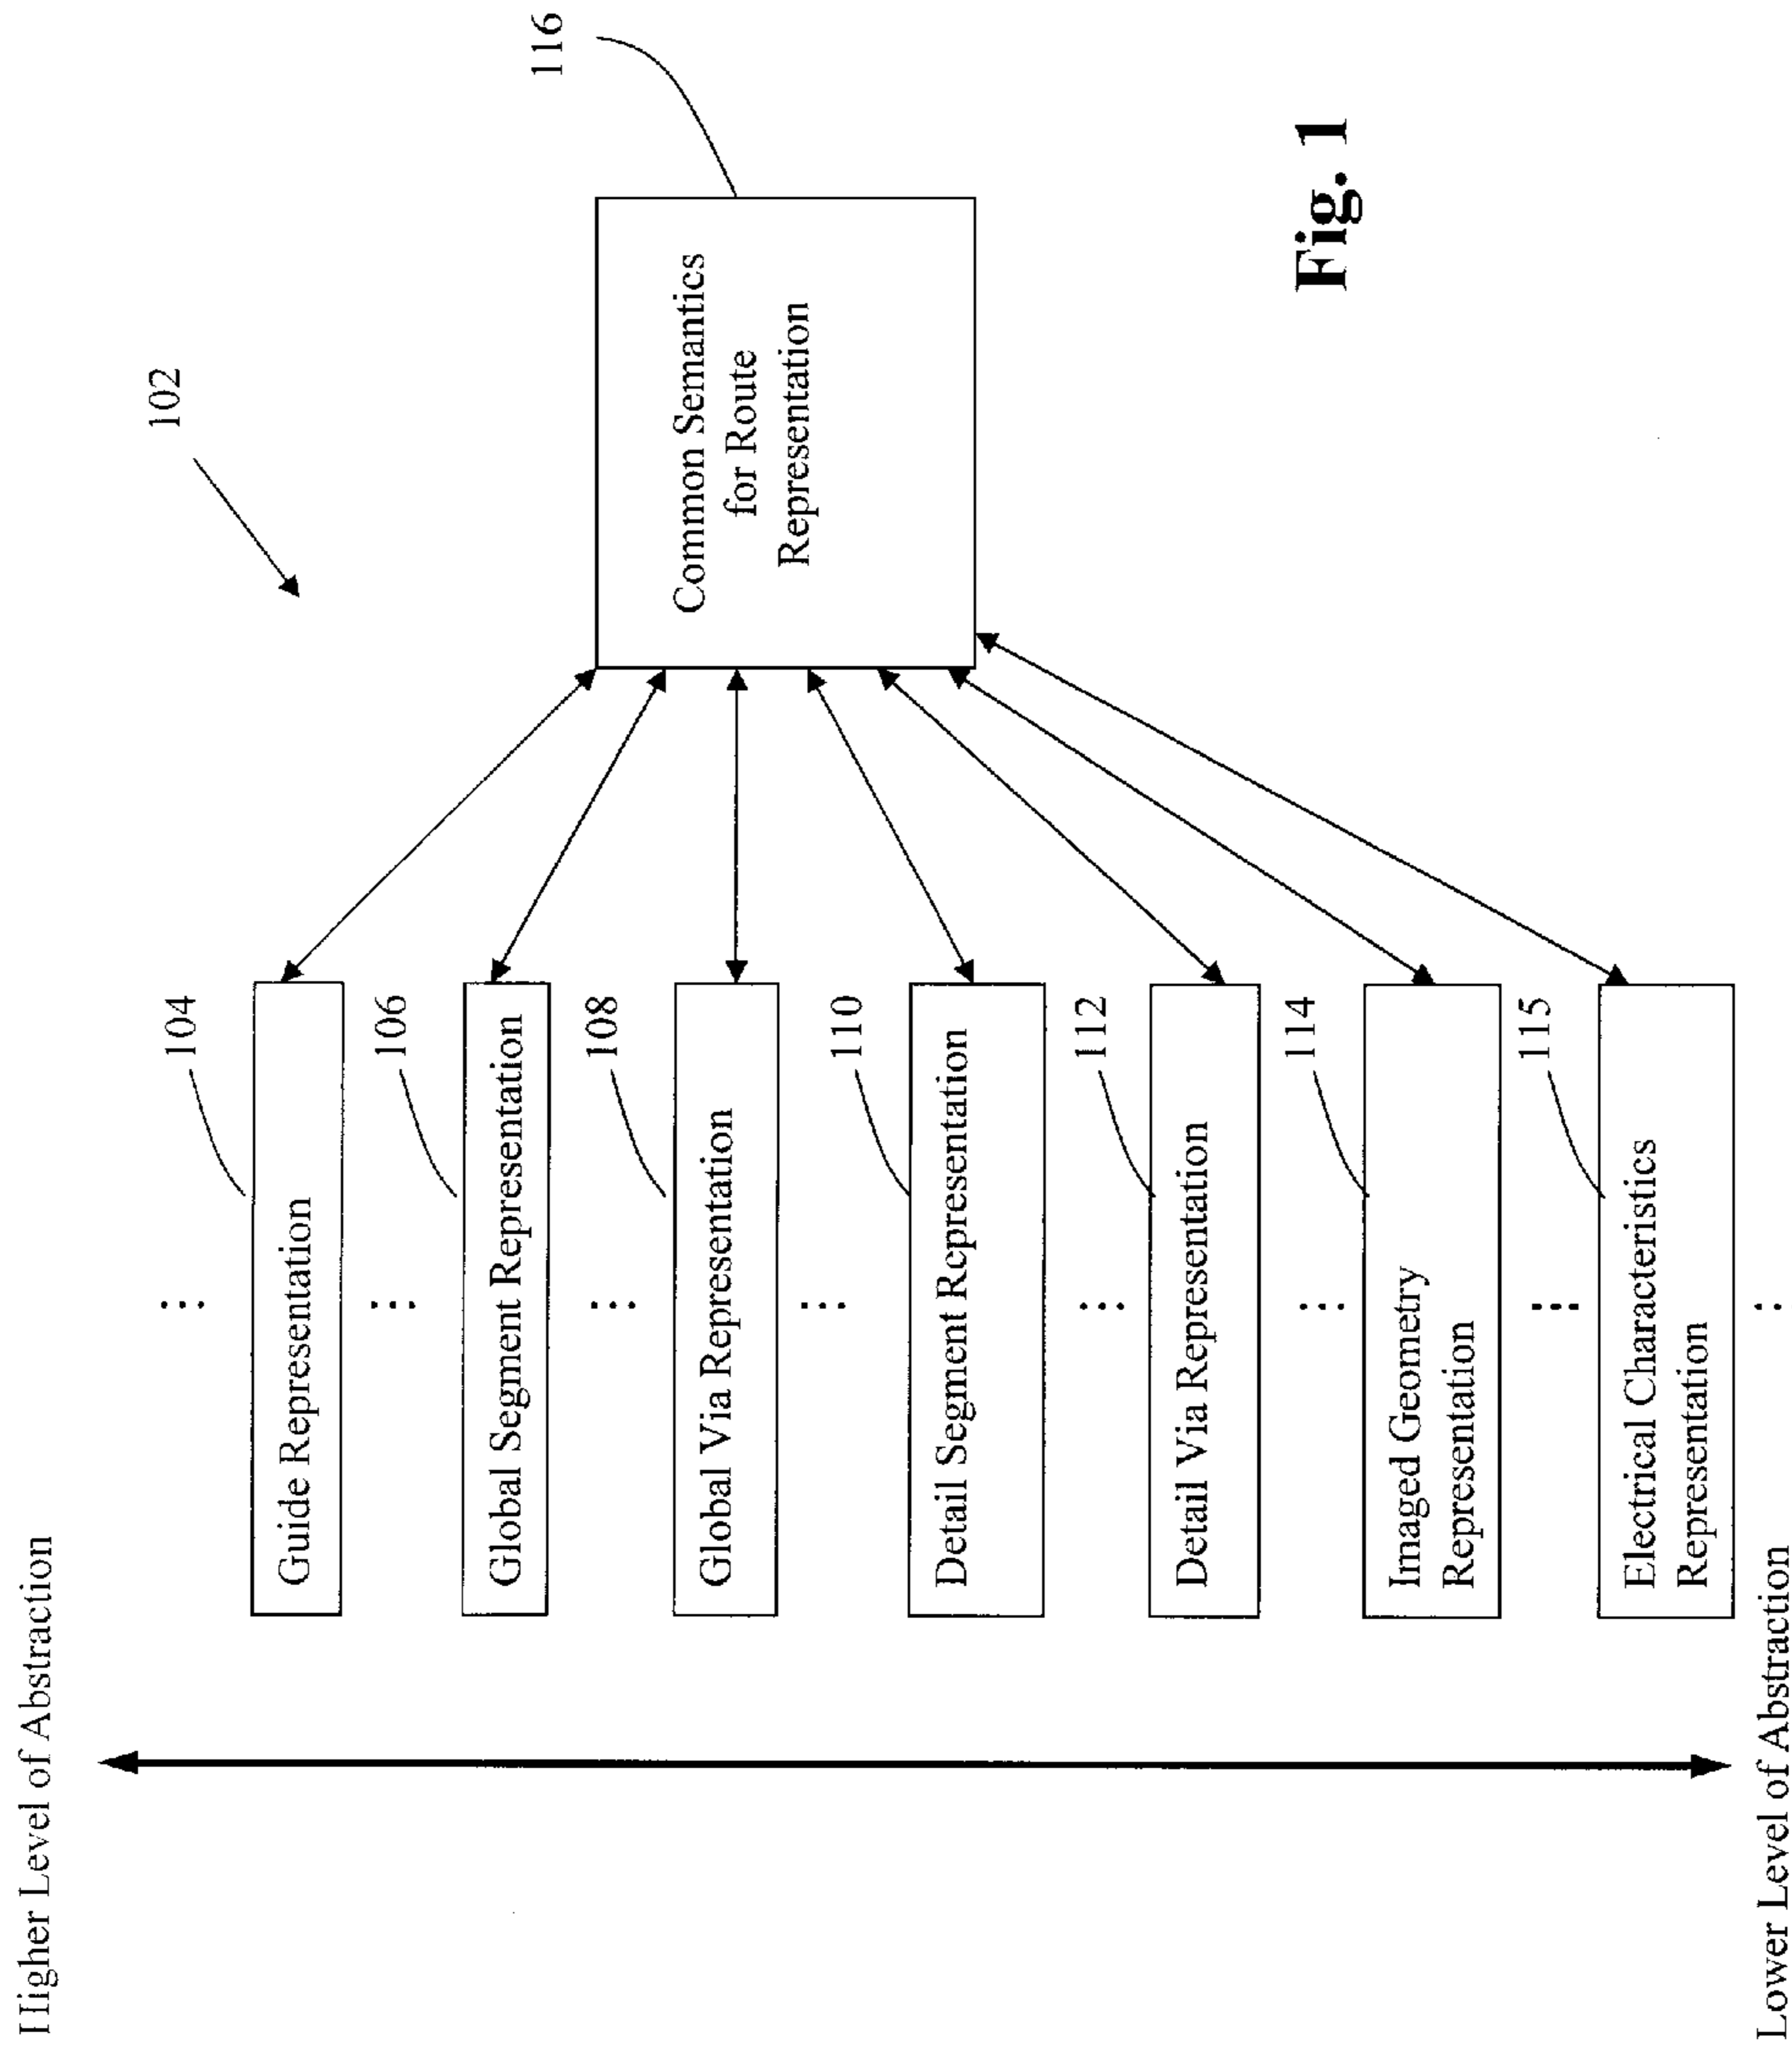 Higher Level of Abstraction
102
104
Guide Representation
106
Global Segment Representation
108
Global Via Representation
110
Detail Segment Representation
112
Detail Via Representation
114
Imaged Geometry
Representation
115
Electrical Characteristics
Representation
Lower Level of Abstraction
116
Common Semantics
for Route
Representation
Fig. 1